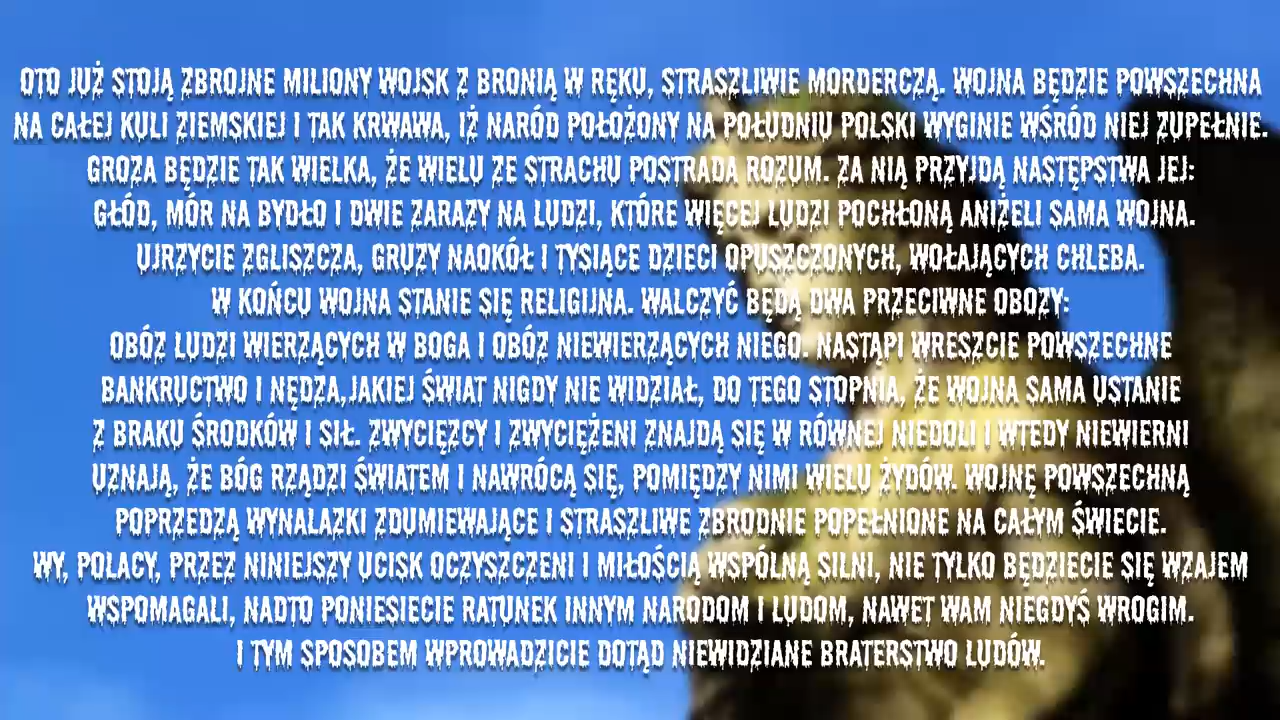 OTO JUŻ STOJĄ ZBROJNE MILIONY WOJSK Z BRONIĄ W RĘKU, STRASZLIWIE MORDERCZĄ. WOJNA BĘDZIE POWSZECHNA
NA CAŁEJ KULI ZIEMSKIEJ I TAK KRWAWA, IŻ NARÓD POŁOŻONY NA POŁUDNIU POLSKI WYGINIE WŚRÓD NIEJ ZUPEŁNIE.
GROZA BĘDZIE TAK WIELKA, ŻE WIELU ZE STRACHU POSTRADA ROZUM. ZA NIĄ PRZYJDĄ NASTĘPSTWA JEJ:
GŁÓD, MÓR NA BYDŁO I DWIE ZARAZY NA LUDZI, KTÓRE WIĘCEJ LUDZI POCHŁONĄ ANIŻELI SAMA WOJNA.
UJRZYCIE ZGLISZCZA, GRUZY NAOKÓŁ I TYSIĄCE DZIECI OPUSZCZONYCH, WOŁAJĄCYCH CHLEBA.
W KOŃCU WOJNA STANIE SIĘ RELIGIJNA. WALCZYĆ BĘDĄ DWA PRZECIWNE OBOZY:
OBÓZ LUDZI WIERZĄCYCH W BOGA I OBÓZ NIEWIERZĄCYCH NIEGO. NASTĄPI WRESZCIE POWSZECHNE
BANKRUCTWO I NĘDZA,JAKIEJ ŚWIAT NIGDY NIE WIDZIAŁ, DO TEGO STOPNIA, ŻE WOJNA SAMA USTANIE
Z BRAKU ŚRODKÓW I SIŁ. ZWYCIĘZCY I ZWYCIĘŻENI ZNAJDĄ SIĘ W RÓWNEJ NIEDOLI I WTEDY NIEWIERNI
UZNAJĄ, ŻE BÓG RZĄDZI ŚWIATEM I NAWRÓCĄ SIĘ, POMIĘDZY NIMI WIELU ŻYDÓW. WOJNĘ POWSZECHNĄ
POPRZEDZĄ WYNALAZKI ZDUMIEWAJĄCE I STRASZLIWE ZBRODNIE POPEŁNIONE NA CAŁYM ŚWIECIE.
WY, POLACY, PRZEZ NINIEJSZY UCISK OCZYSZCZENI I MIŁOŚCIĄ WSPÓLNĄ SILNI, NIE TYLKO BĘDZIECIE SIĘ WZAJEM
WSPOMAGALI, NADTO PONIESIECIE RATUNEK INNYM NARODOM I LUDOM, NAWET WAM NIEGDYŚ WROGIM.
I TYM SPOSOBEM WPROWADZICIE DOTĄD NIEWIDZIANE BRATERSTWO LUDÓW.